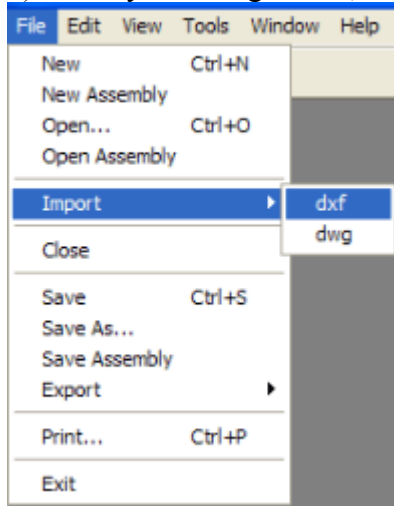 File Edit View Tools Window Help
New Ctrl+N
New Assembly
Open... Ctrl+O
Open Assembly
Import dxf
dwg
Close
Save Ctrl+S
Save As...
Save Assembly
Export
Print... Ctrl+P
Exit